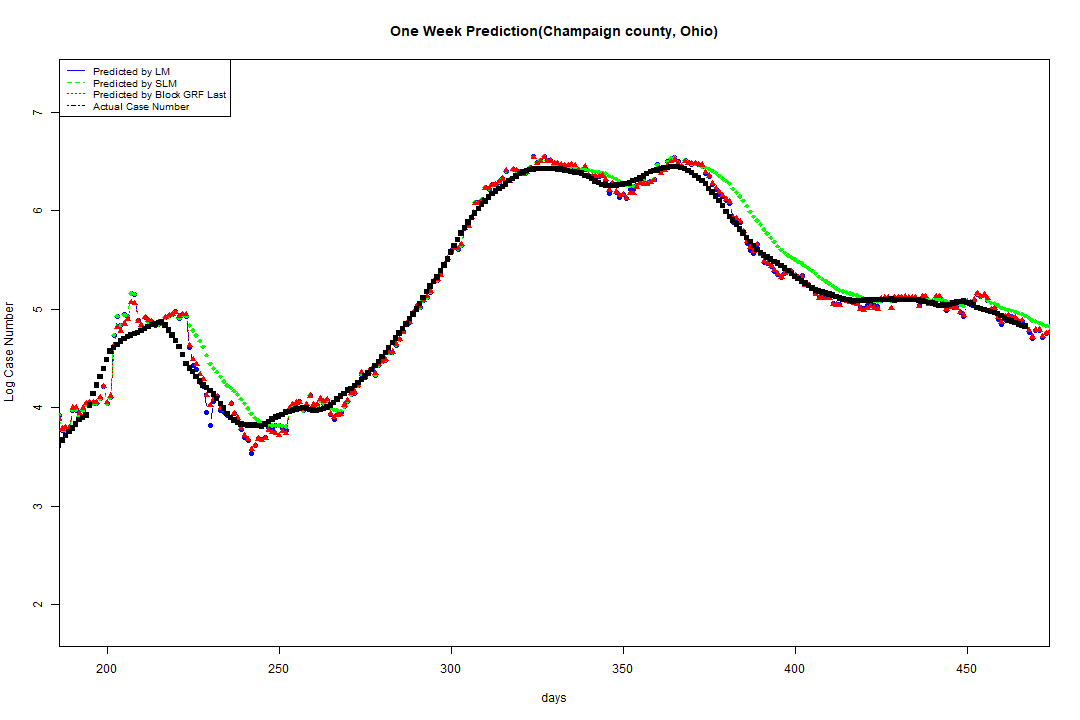 One Week Prediction(Champaign county, Ohio)
Predicted by LM
Predicted by SLM
Predicted by Block GRF Last
Actual Case Number
7
6
5
4
3
2
Log Case Number
200 250 300 350 400 450
days